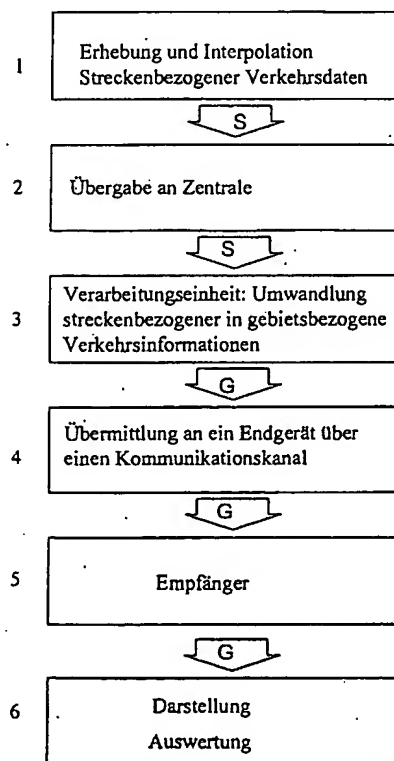 1
Erhebung und Interpolation
Streckenbezogener Verkehrsdaten
S
2
Übergabe an Zentrale
S
3
Verarbeitungseinheit: Umwandlung
streckenbezogener in gebietsbezogene
Verkehrsinformationen
G
4
Übermittlung an ein Endgerät über
einen Kommunikationskanal
G
5
Empfänger
G
6
Darstellung
Auswertung